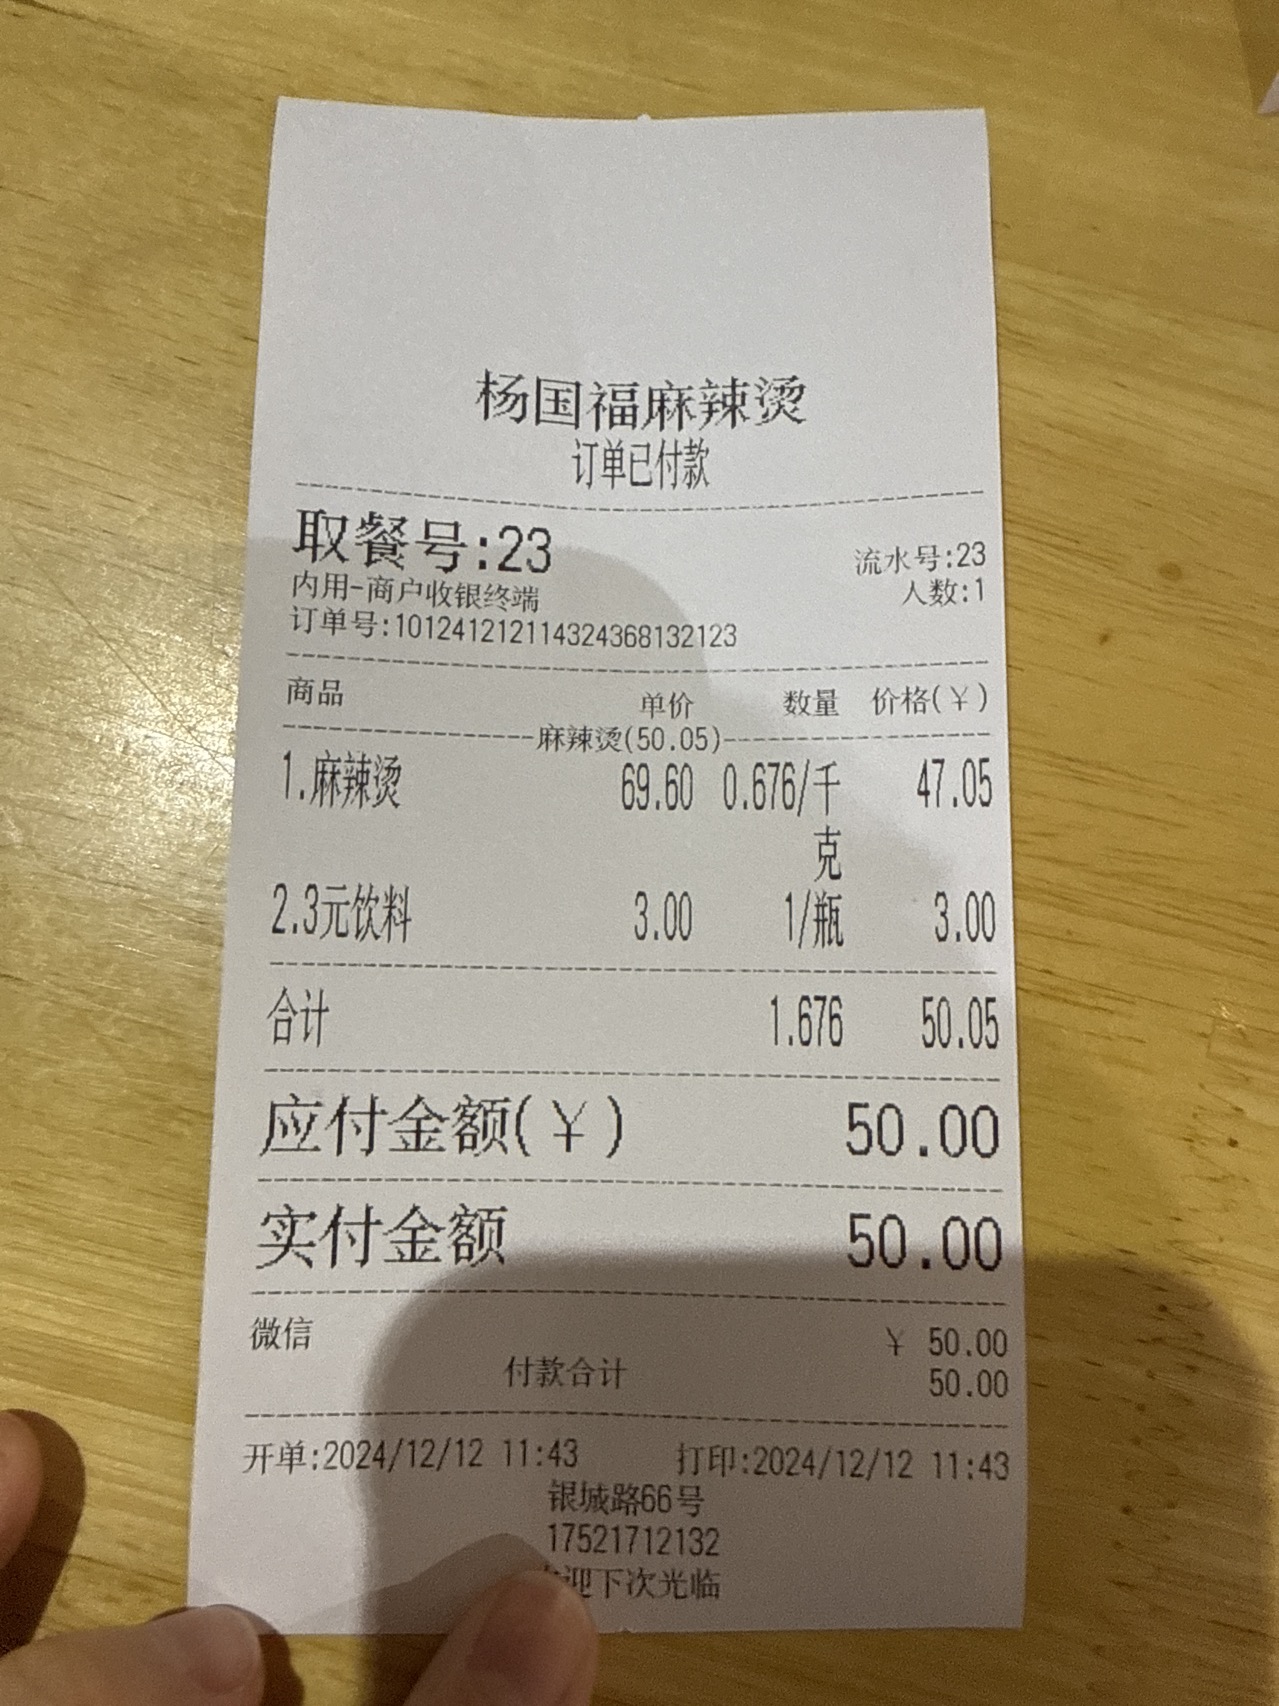 杨国福麻辣烫
订单已付款
取餐号:23
流水号:23
内用-商户收银终端
人数:1
订单号:101241212114324368132123
商品 单价 数量 价格(¥)
麻辣烫(50.05)
1.麻辣烫 69.60 0.676/千克 47.05
2.3元饮料 3.00 1/瓶 3.00
合计 1.676 50.05
应付金额(¥) 50.00
实付金额 50.00
微信 ¥ 50.00
付款合计 50.00
开单:2024/12/12 11:43 打印:2024/12/12 11:43
银城路66号
17521712132
迎下次光临